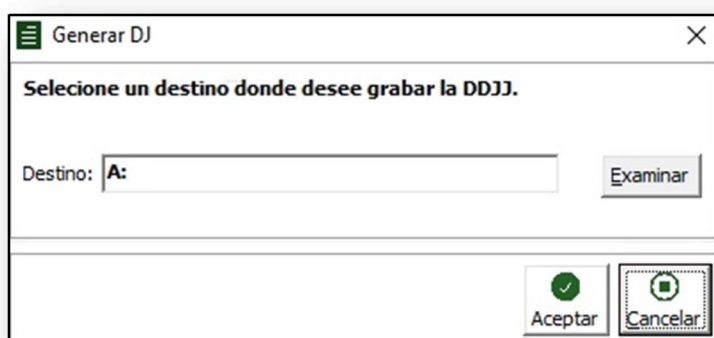 Generar DJ
Selecione un destino donde desee grabar la DDJJ.
Destino: A: Examinar
Aceptar Cancelar